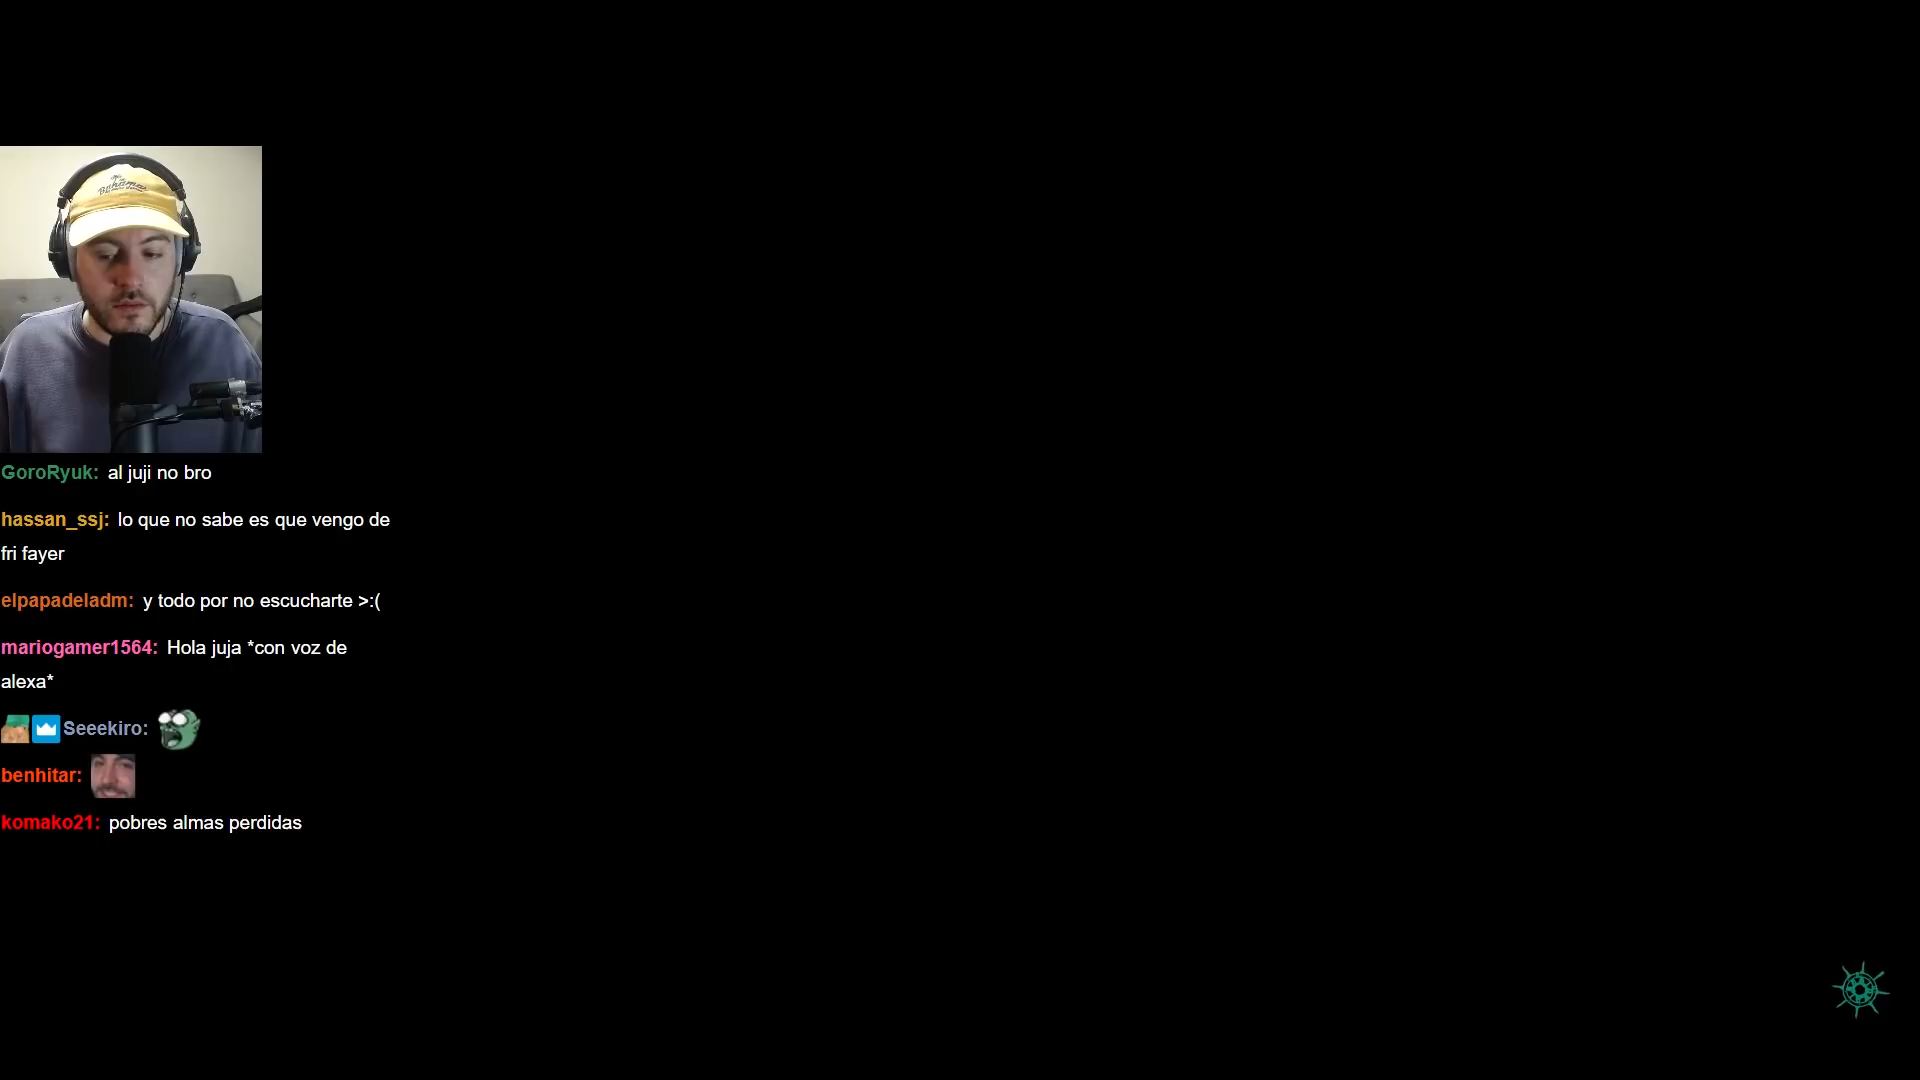 Bahamas
GoroRyuk: al juji no bro
hassan_ssj: lo que no sabe es que vengo de
fri fayer
elpapadeladm: y todo por no escucharte >:(
mariogamer1564: Hola juja *con voz de
alexa*
Seeekiro:
benhitar:
komako21: pobres almas perdidas